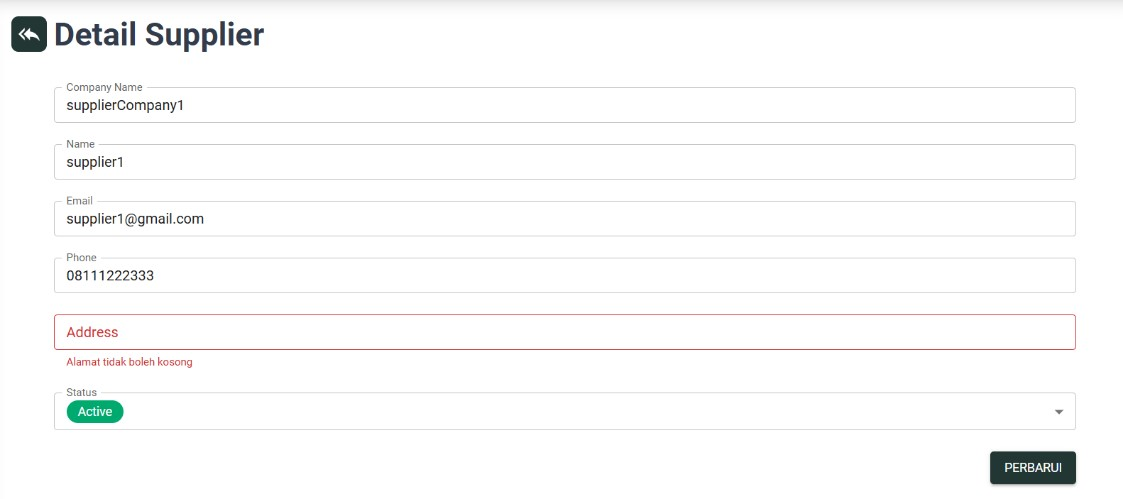 Detail Supplier
Company Name
supplierCompany1
Name
supplier1
Email
supplier1@gmail.com
Phone
08111222333
Address
Alamat tidak boleh kosong
Status
Active
PERBARUI